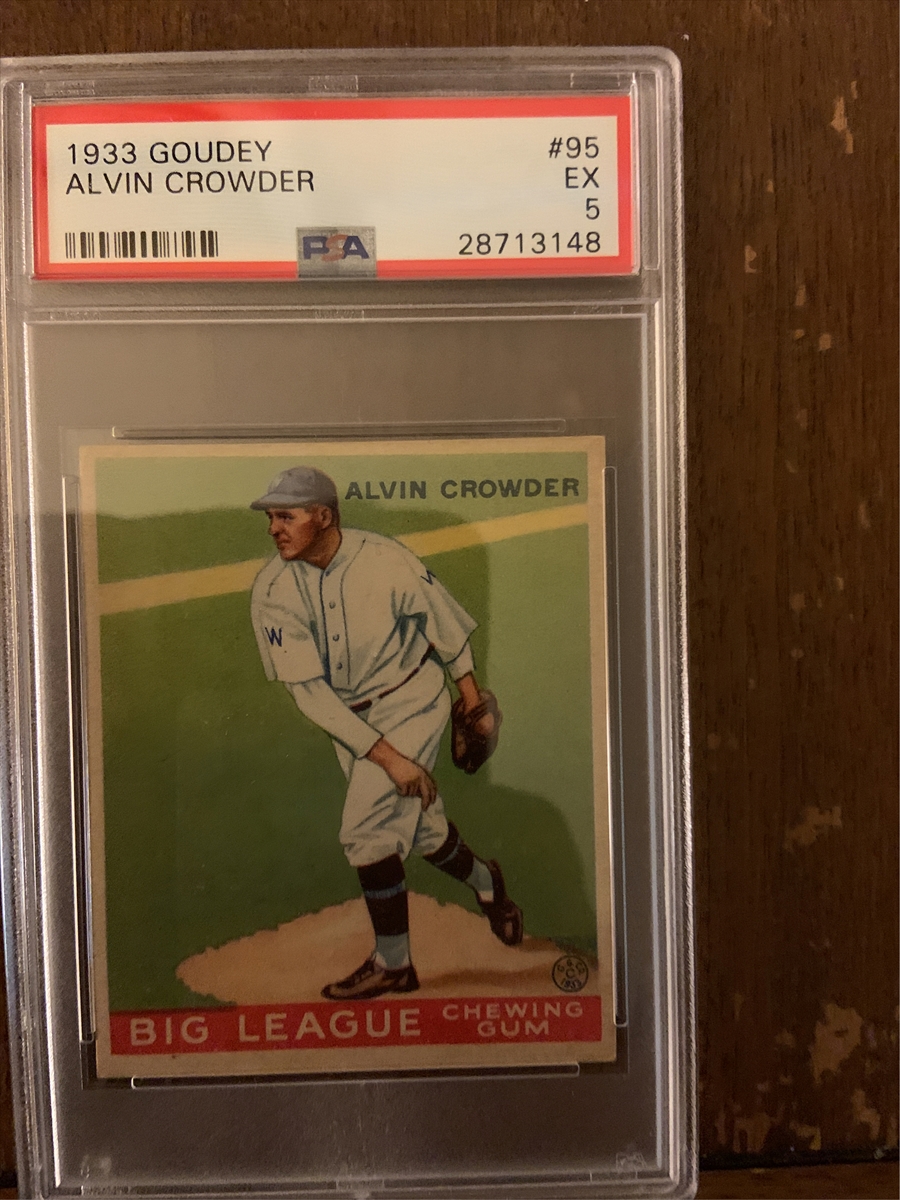 1933 GOUDEY #95
ALVIN CROWDER EX
5
PSA 28713148
ALVIN CROWDER
W
W
BIG LEAGUE CHEWING
GUM